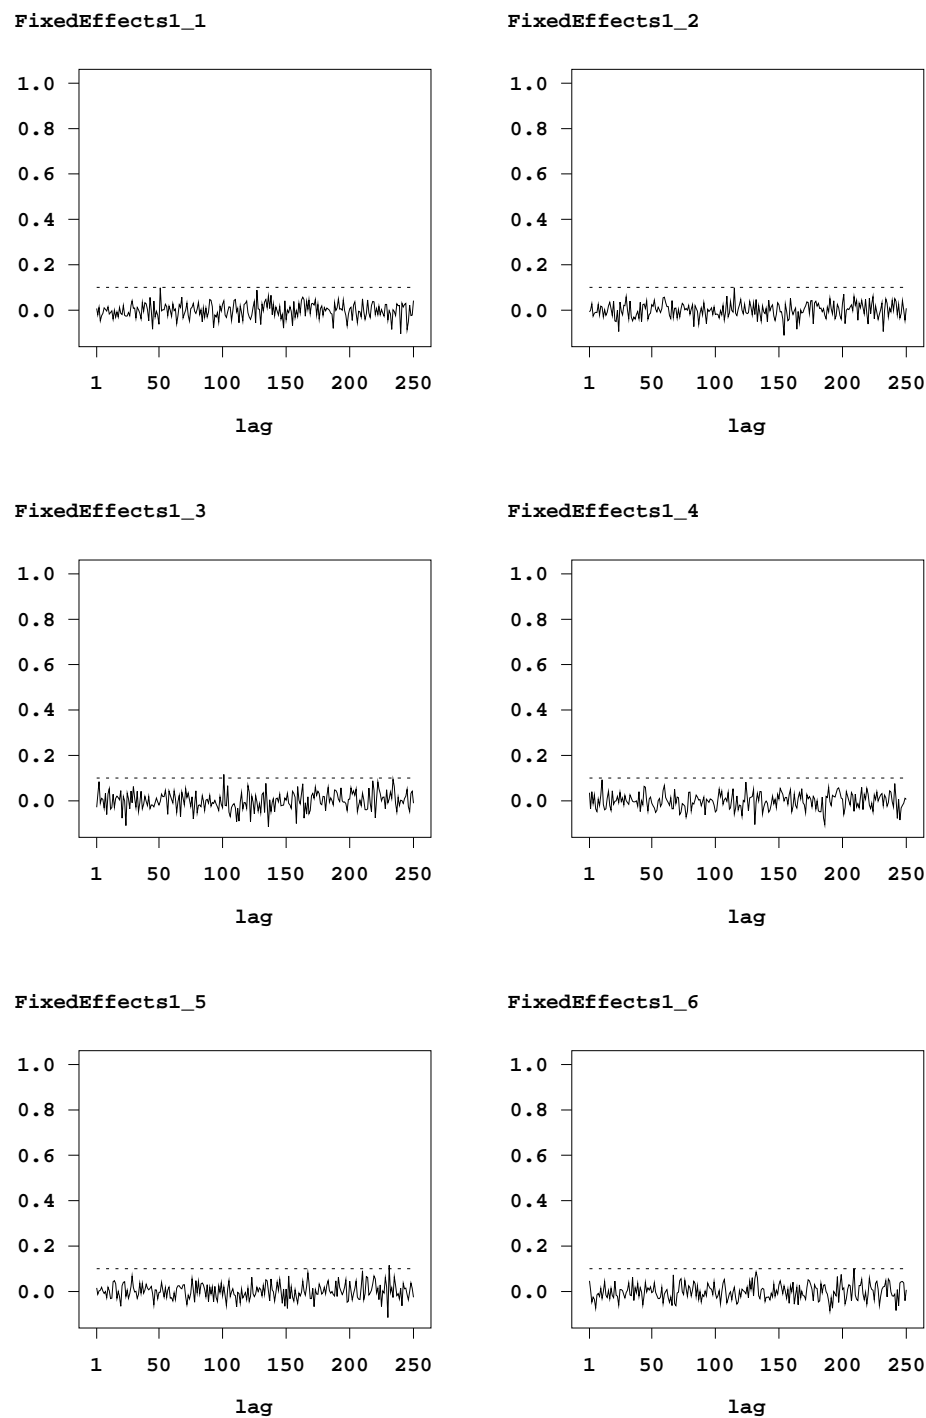 FixedEffects1_1
1.0
0.8
0.6
0.4
0.2
0.0
1 50 100 150 200 250
lag
FixedEffects1_2
1.0
0.8
0.6
0.4
0.2
0.0
1 50 100 150 200 250
lag
FixedEffects1_3
1.0
0.8
0.6
0.4
0.2
0.0
1 50 100 150 200 250
lag
FixedEffects1_4
1.0
0.8
0.6
0.4
0.2
0.0
1 50 100 150 200 250
lag
FixedEffects1_5
1.0
0.8
0.6
0.4
0.2
0.0
1 50 100 150 200 250
lag
FixedEffects1_6
1.0
0.8
0.6
0.4
0.2
0.0
1 50 100 150 200 250
lag